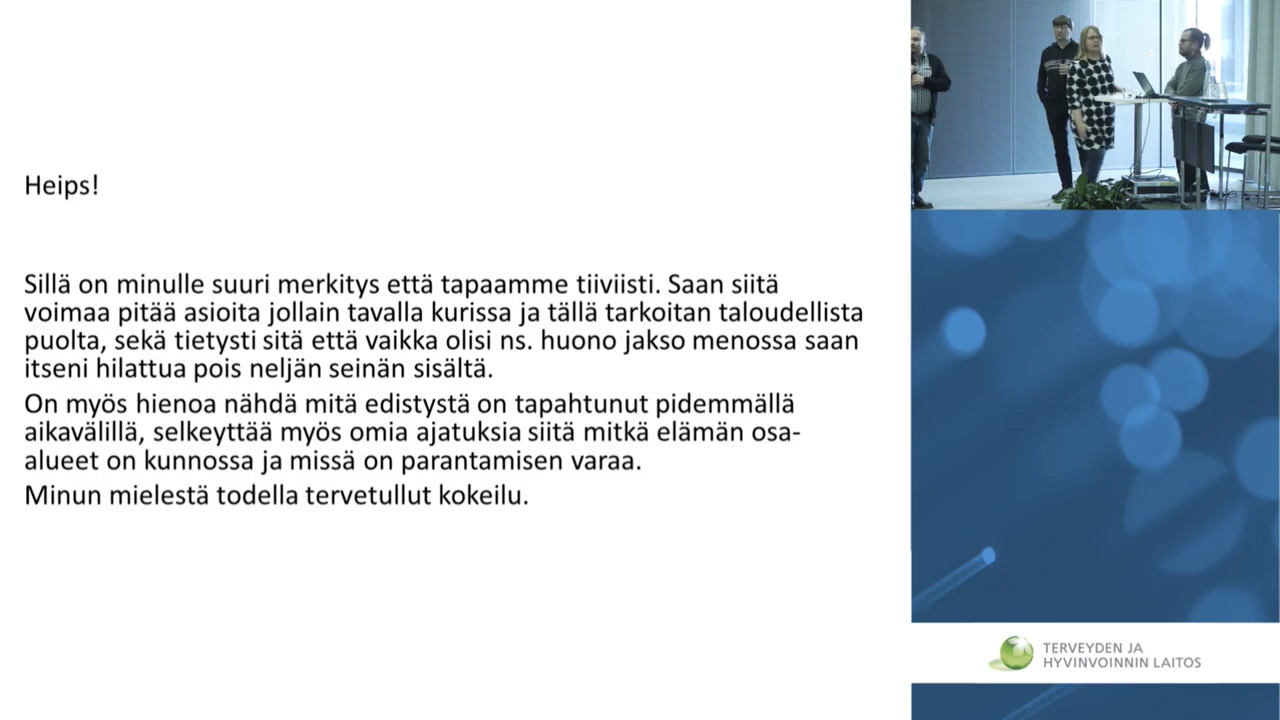 Heips!
Sillä on minulle suuri merkitys että tapaamme tiiviisti. Saan siitä
voimaa pitää asioita jollain tavalla kurissa ja tällä tarkoitan taloudellista
puolta, sekä tietysti sitä että vaikka olisi ns. huono jakso menossa saan
itseni hilattua pois neljän seinän sisältä.
On myös hienoa nähdä mitä edistystä on tapahtunut pidemmällä
aikavälillä, selkeyttää myös omia ajatuksia siitä mitkä elämän osa-
alueet on kunnossa ja missä on parantamisen varaa.
Minun mielestä todella tervetullut kokeilu.
TERVEYDEN JA
HYVINVOINNIN LAITOS